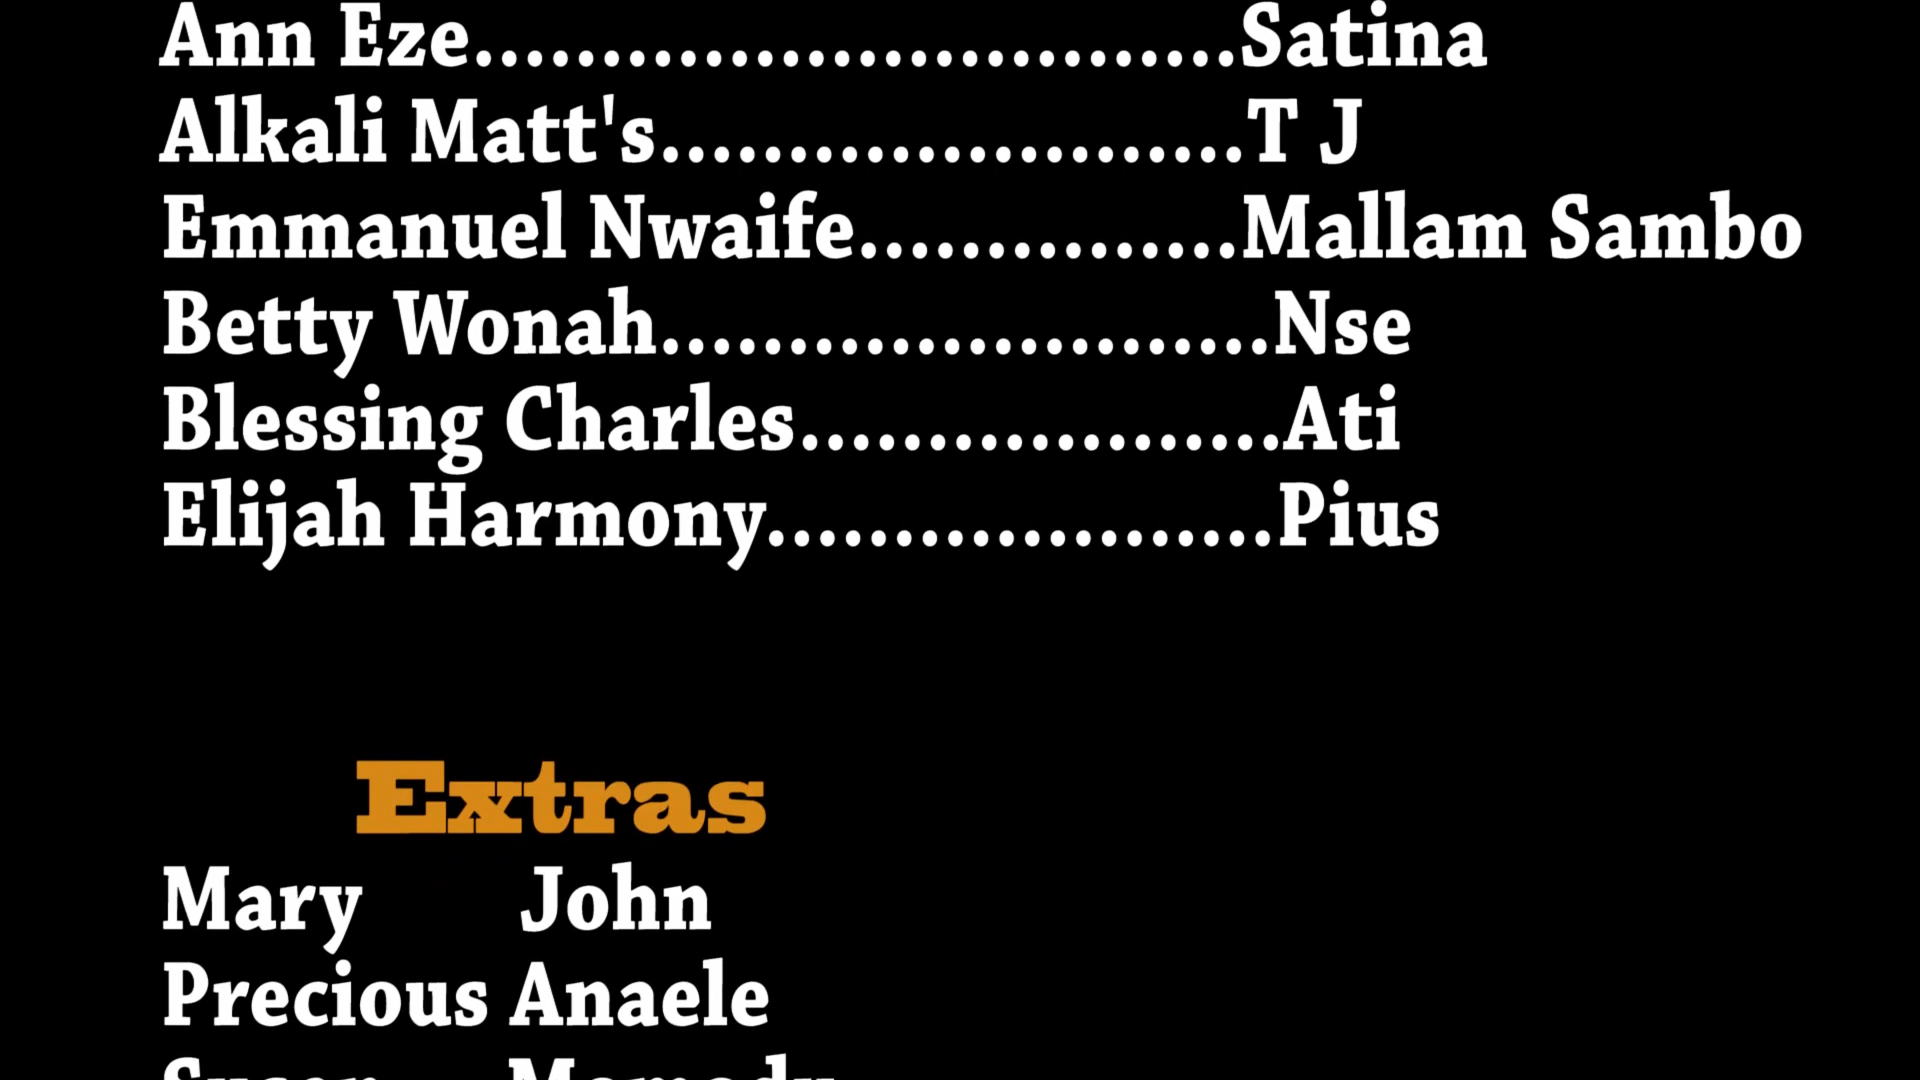 Ann Eze..............................Satina
Alkali Matt's.......................T J
Emmanuel Nwaife...............Mallam Sambo
Betty Wonah........................Nse
Blessing Charles...................Ati
Elijah Harmony....................Pius
Extras
Mary John
Precious Anaele